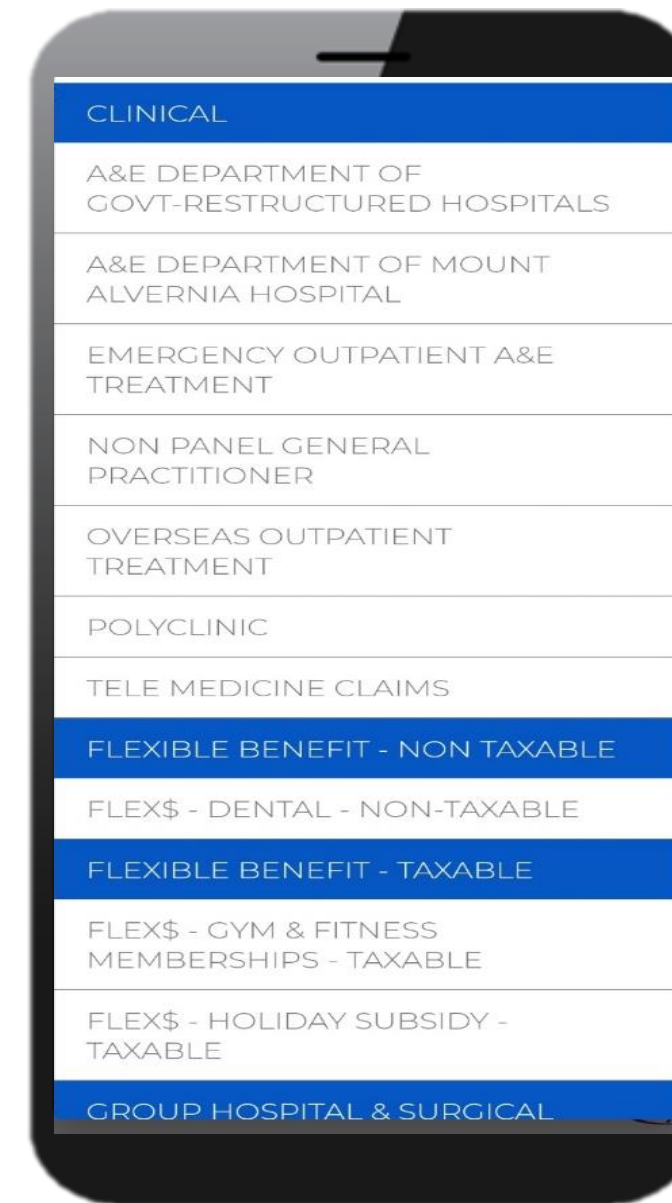 CLINICAL
A&E DEPARTMENT OF
GOVT-RESTRUCTURED HOSPITALS
A&E DEPARTMENT OF MOUNT
ALVERNIA HOSPITAL
EMERGENCY OUTPATIENT A&E
TREATMENT
NON PANEL GENERAL
PRACTITIONER
OVERSEAS OUTPATIENT
TREATMENT
POLYCLINIC
TELE MEDICINE CLAIMS
FLEXIBLE BENEFIT - NON TAXABLE
FLEX$ - DENTAL - NON-TAXABLE
FLEXIBLE BENEFIT - TAXABLE
FLEX$ - GYM & FITNESS
MEMBERSHIPS - TAXABLE
FLEX$ - HOLIDAY SUBSIDY -
TAXABLE
GROUP HOSPITAL & SURGICAL